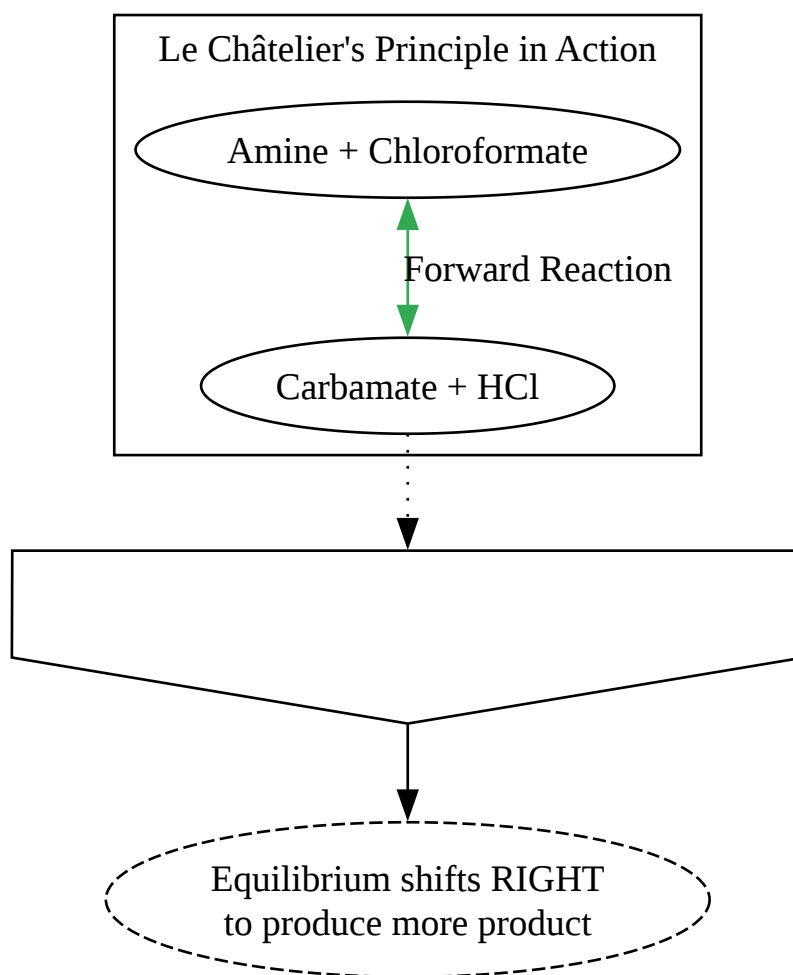 Le Châtelier's Principle in Action
Amine + Chloroformate
Forward Reaction
Carbamate + HCl
Equilibrium shifts RIGHT
to produce more product